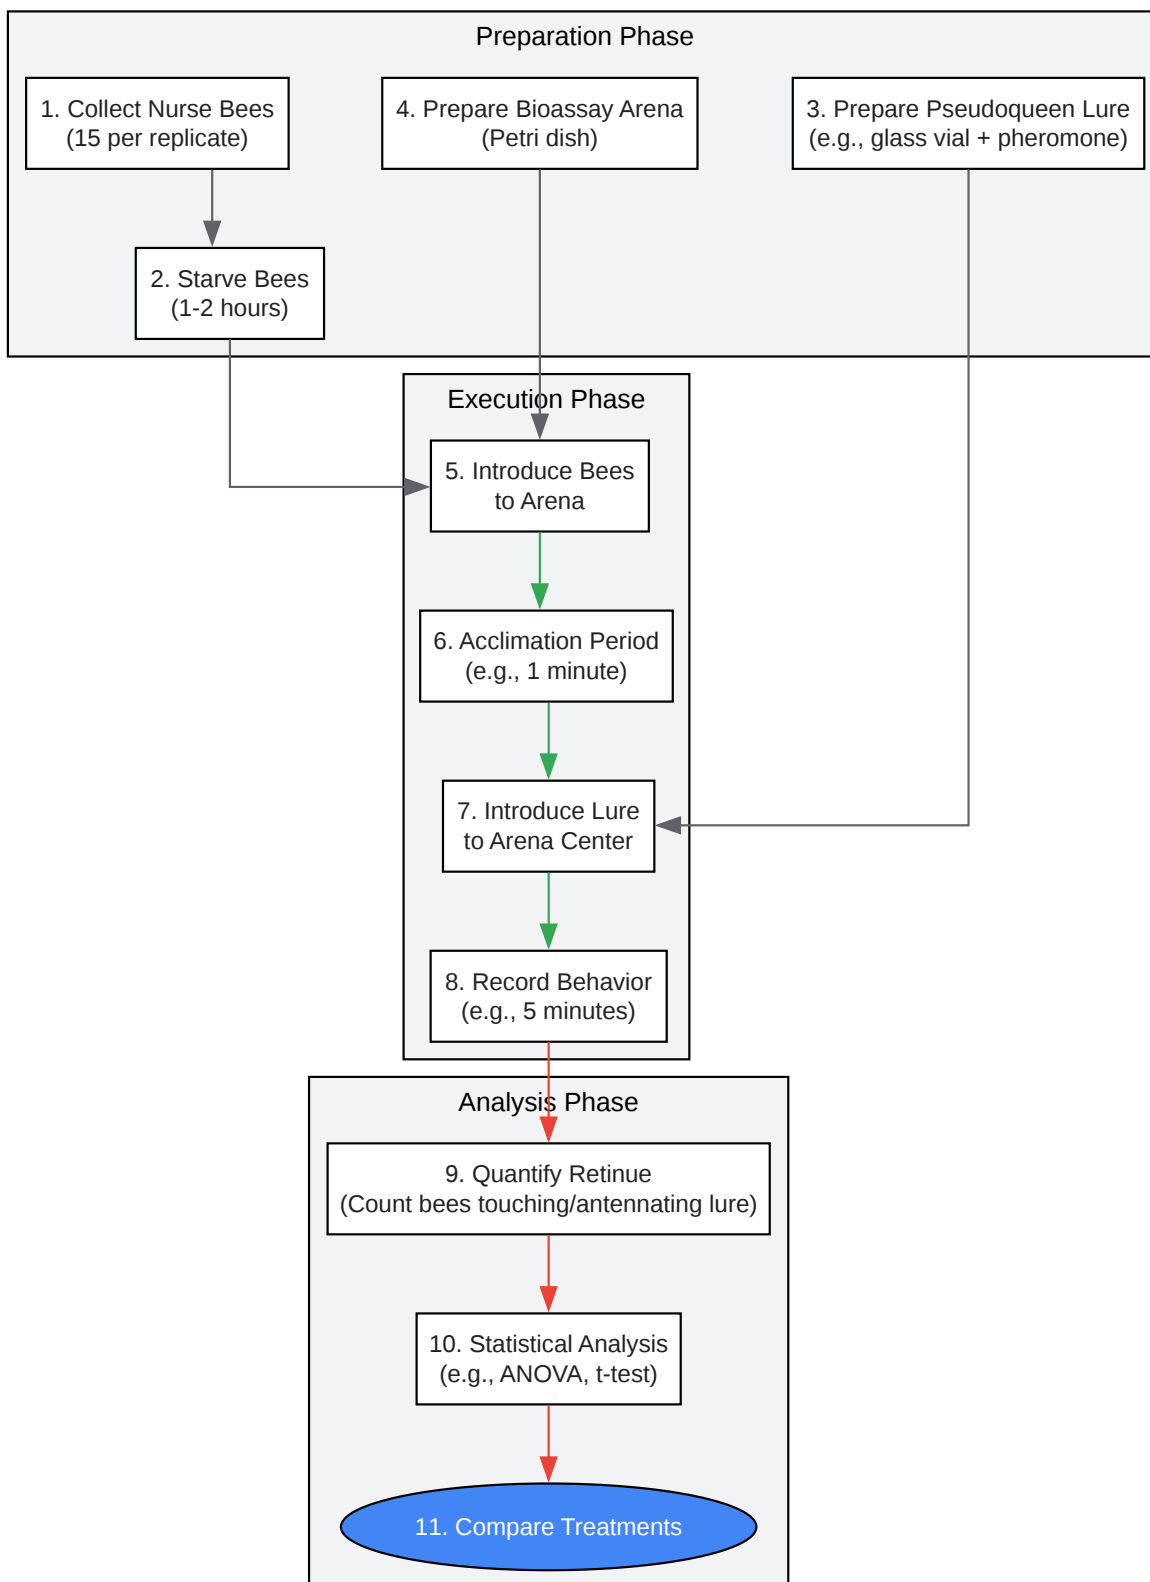 Preparation Phase
1. Collect Nurse Bees
(15 per replicate)
4. Prepare Bioassay Arena
(Petri dish)
3. Prepare Pseudoqueen Lure
(e.g., glass vial + pheromone)
2. Starve Bees
(1-2 hours)
Execution Phase
5. Introduce Bees
to Arena
6. Acclimation Period
(e.g., 1 minute)
7. Introduce Lure
to Arena Center
8. Record Behavior
(e.g., 5 minutes)
Analysis Phase
9. Quantify Retinue
(Count bees touching/antennating lure)
10. Statistical Analysis
(e.g., ANOVA, t-test)
11. Compare Treatments